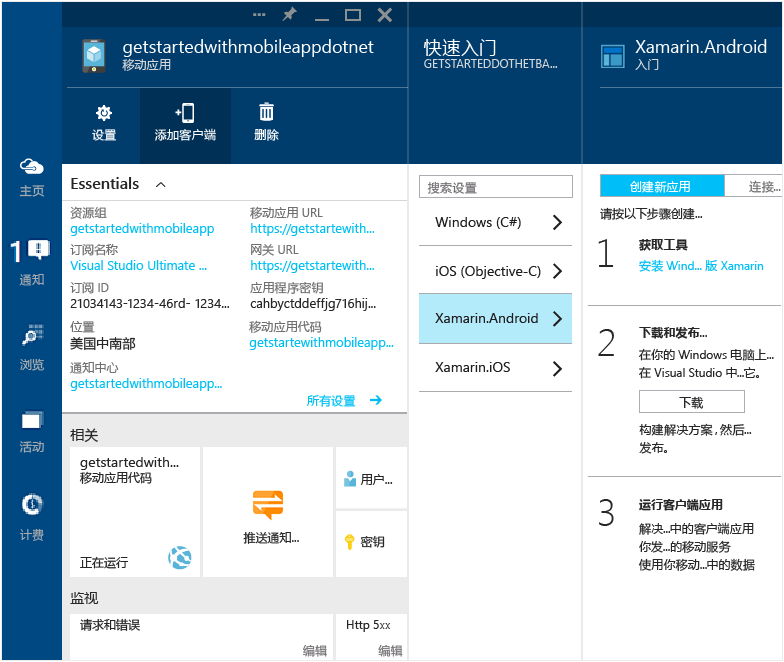 getstartedwithmobileappdotnet
移动应用
设置
添加客户端
删除
主页
1
通知
浏览
活动
计费
Essentials
资源组
getstartedwithmobileapp
订阅名称
Visual Studio Ultimate ...
订阅 ID
21034143-1234-46rd- 1234...
位置
美国中南部
通知中心
getstartedwithmobileapp...
移动应用 URL
https://getstartewith...
网关 URL
https://getstartewith...
应用程序密钥
cahbyctddeffjg716hij...
移动应用代码
getstartewithmobileapp...
所有设置
相关
getstartedwith...
移动应用代码
正在运行
推送通知...
用户...
密钥
监视
请求和错误
编辑
Http 5xx
编辑
快速入门
GETSTARTEDDOTHETBA...
搜索设置
Windows (C#)
iOS (Objective-C)
Xamarin.Android
Xamarin.iOS
Xamarin.Android
入门
创建新应用
连接...
请按以下步骤创建...
1
获取工具
安装 Wind... 版 Xamarin
2
下载和发布...
在你的 Windows 电脑上...
在 Visual Studio 中...它。
下载
构建解决方案 , 然后...
发布。
3
运行客户端应用
解决...中的客户端应用
你发...的移动服务
使用你移动...中的数据